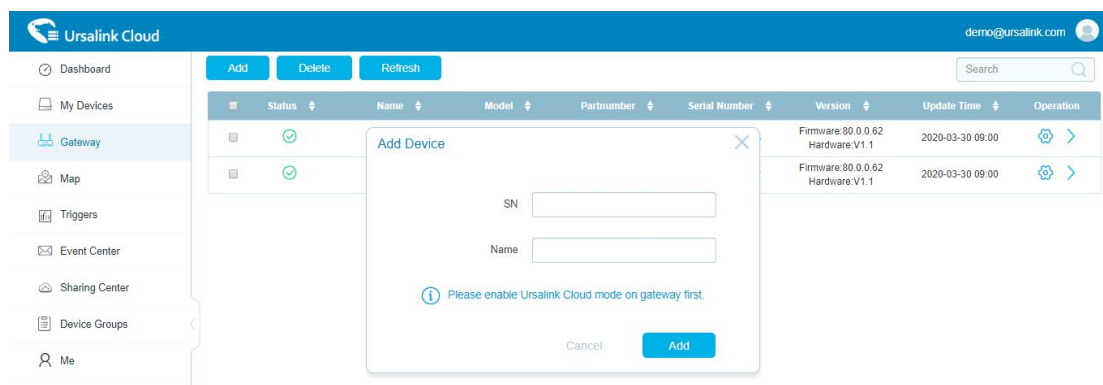 Ursalink Cloud
demo@ursalink.com
Dashboard
My Devices
Gateway
Map
Triggers
Event Center
Sharing Center
Device Groups
Me
Add Delete Refresh
Search
Status Name Model Partnumber Serial Number Version Update Time Operation
Firmware:80.0.0.62
Hardware:V1.1
2020-03-30 09:00
Firmware:80.0.0.62
Hardware:V1.1
2020-03-30 09:00
Add Device
SN
Name
Please enable Ursalink Cloud mode on gateway first.
Cancel Add